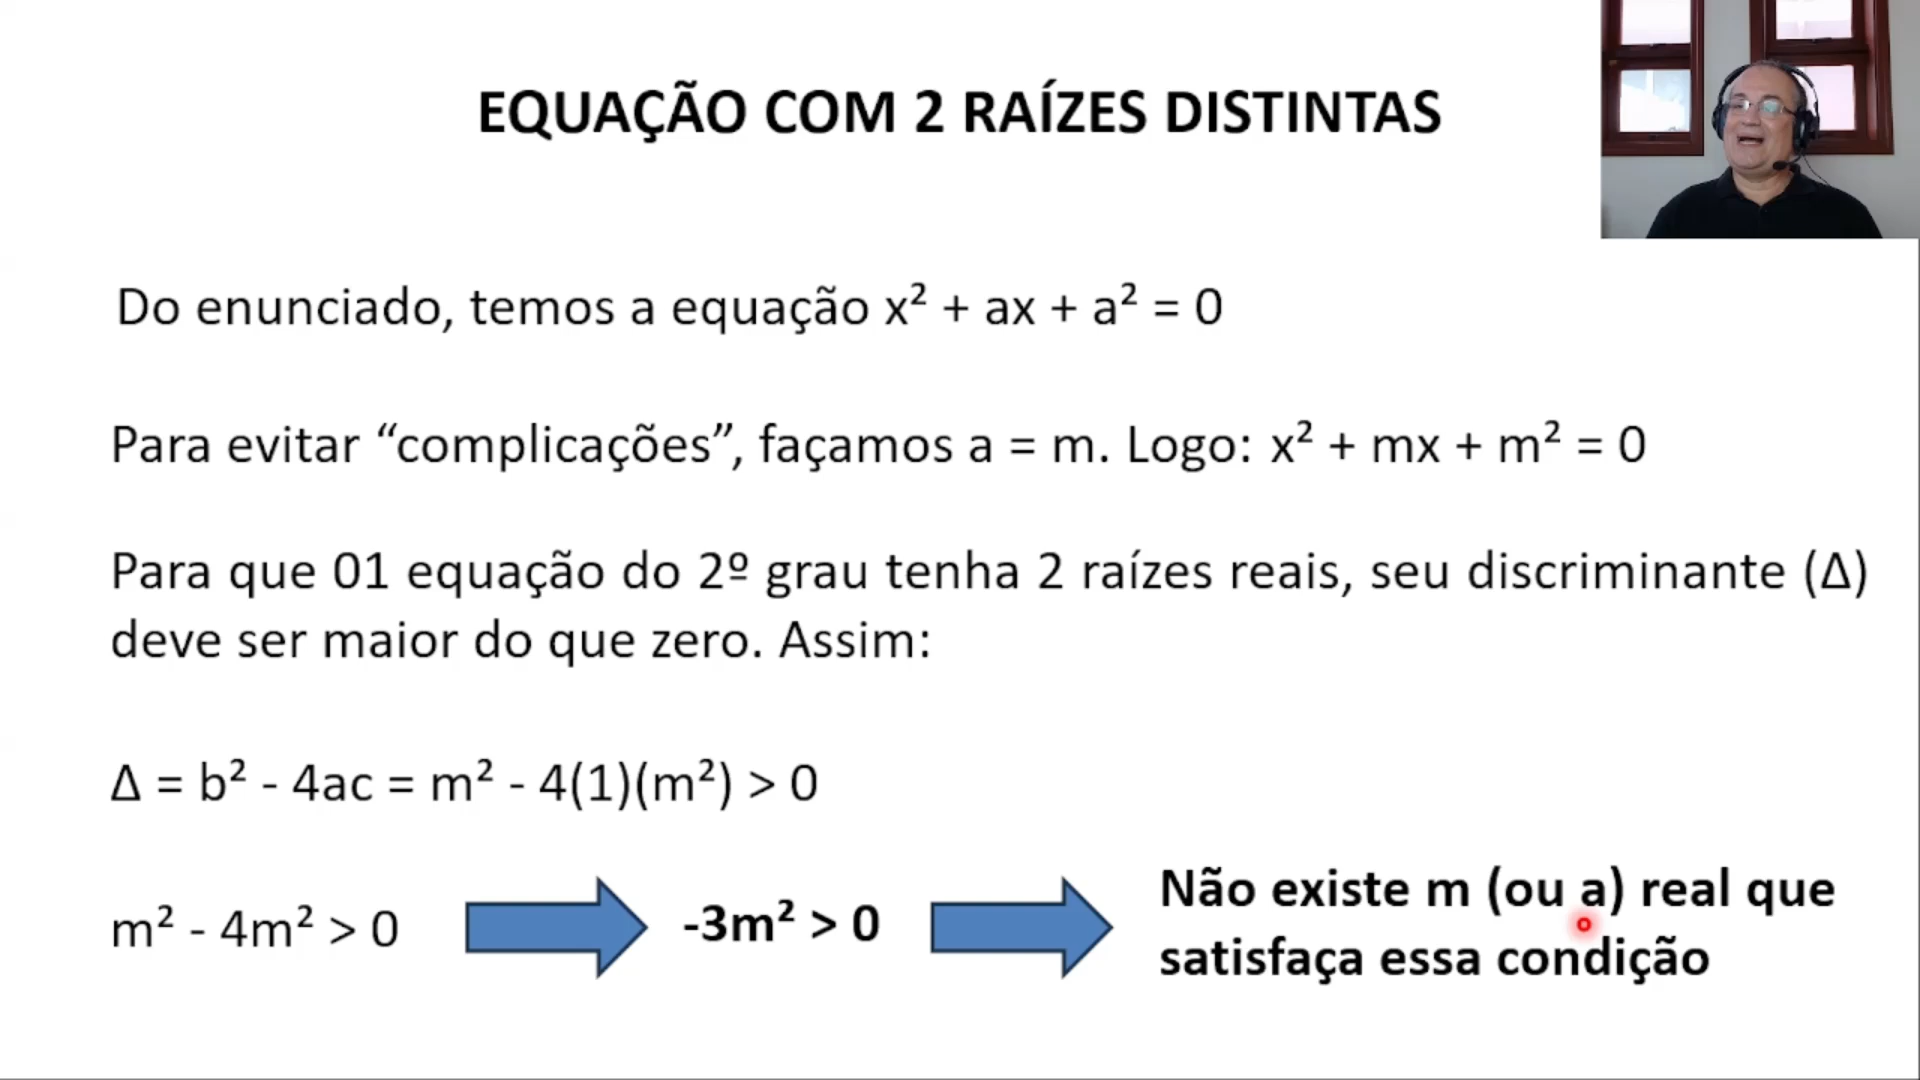 EQUAÇÃO COM 2 RAÍZES DISTINTAS
Do enunciado, temos a equação x² + ax + a² = 0
Para evitar “complicações”, façamos a = m. Logo: x² + mx + m² = 0
Para que 01 equação do 2º grau tenha 2 raízes reais, seu discriminante (Δ)
deve ser maior do que zero. Assim:
Δ = b² - 4ac = m² - 4(1)(m²) > 0
m² - 4m² > 0
-3m² > 0
Não existe m (ou a) real que
satisfaça essa condição